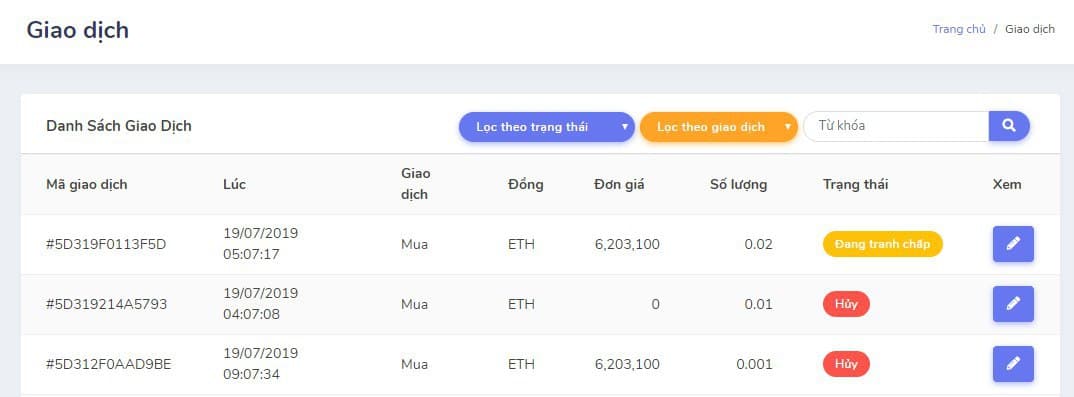 Giao dịch
Trang chủ / Giao dịch
Danh Sách Giao Dịch
Lọc theo trạng thái
Lọc theo giao dịch
Từ khóa
Mã giao dịch Lúc Giao dịch Đồng Đơn giá Số lượng Trạng thái Xem
#5D319F0113F5D 19/07/2019 05:07:17 Mua ETH 6,203,100 0.02 Đang tranh chấp
#5D319214A5793 19/07/2019 04:07:08 Mua ETH 0 0.01 Hủy
#5D312F0AAD9BE 19/07/2019 09:07:34 Mua ETH 6,203,100 0.001 Hủy